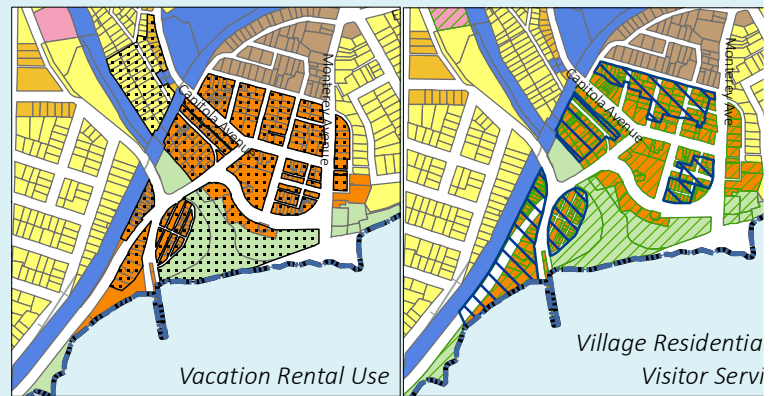 Capitola Avenue
Monterey Avenue
Vacation Rental Use
Capitola Avenue
Monterey Ave
Village Residentia
Visitor Servi